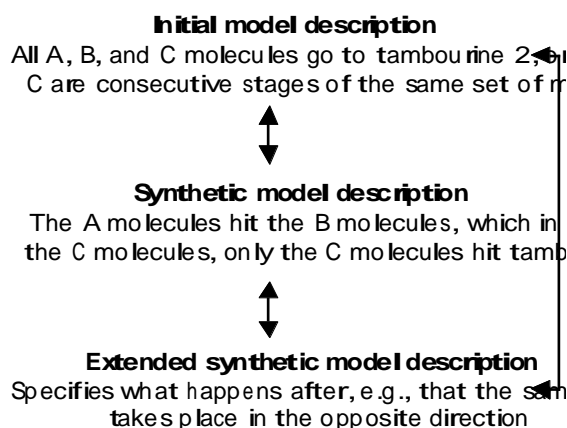 Initial model description
All A, B, and C molecules go to tambourine 2,
C are consecutive stages of the same set of
Synthetic model description
The A molecules hit the B molecules, which in
the C molecules, only the C molecules hit
Extended synthetic model description
Specifies what happens after, e.g., that the
takes place in the opposite direction